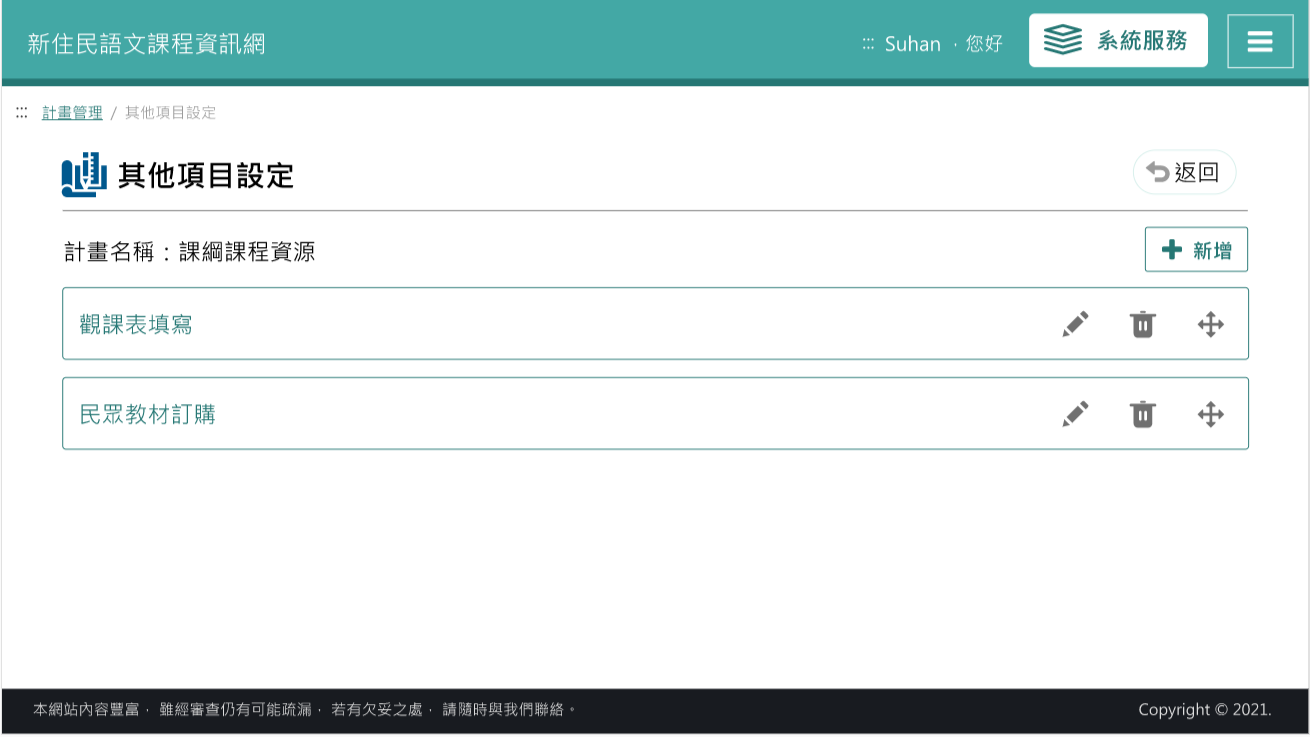 新住民語文課程資訊網
::: Suhan ‧您好 系統服務
::: 計畫管理 / 其他項目設定
其他項目設定 返回
計畫名稱：課綱課程資源 新增
觀課表填寫
民眾教材訂購
本網站內容豐富‧ 雖經審查仍有可能疏漏‧ 若有欠妥之處‧ 請隨時與我們聯絡。 Copyright © 2021.